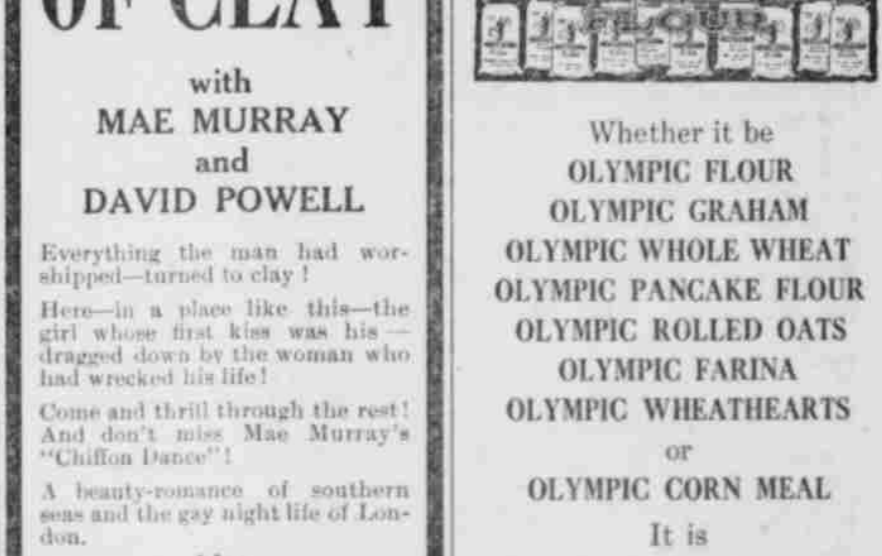 OF CLAY
with
MAE MURRAY
and
DAVID POWELL
Everything the man had wor-
shipped—turned to clay !
Here—in a place like this—the
girl whose first kiss was his —
dragged down by the woman who
had wrecked his life!
Come and thrill through the rest!
And don't miss Mae Murray's
"Chiffon Dance"!
A beauty-romance of southern
seas and the gay night life of Lon-
don.
FLOUR
Whether it be
OLYMPIC FLOUR
OLYMPIC GRAHAM
OLYMPIC WHOLE WHEAT
OLYMPIC PANCAKE FLOUR
OLYMPIC ROLLED OATS
OLYMPIC FARINA
OLYMPIC WHEATHEARTS
or
OLYMPIC CORN MEAL
It is